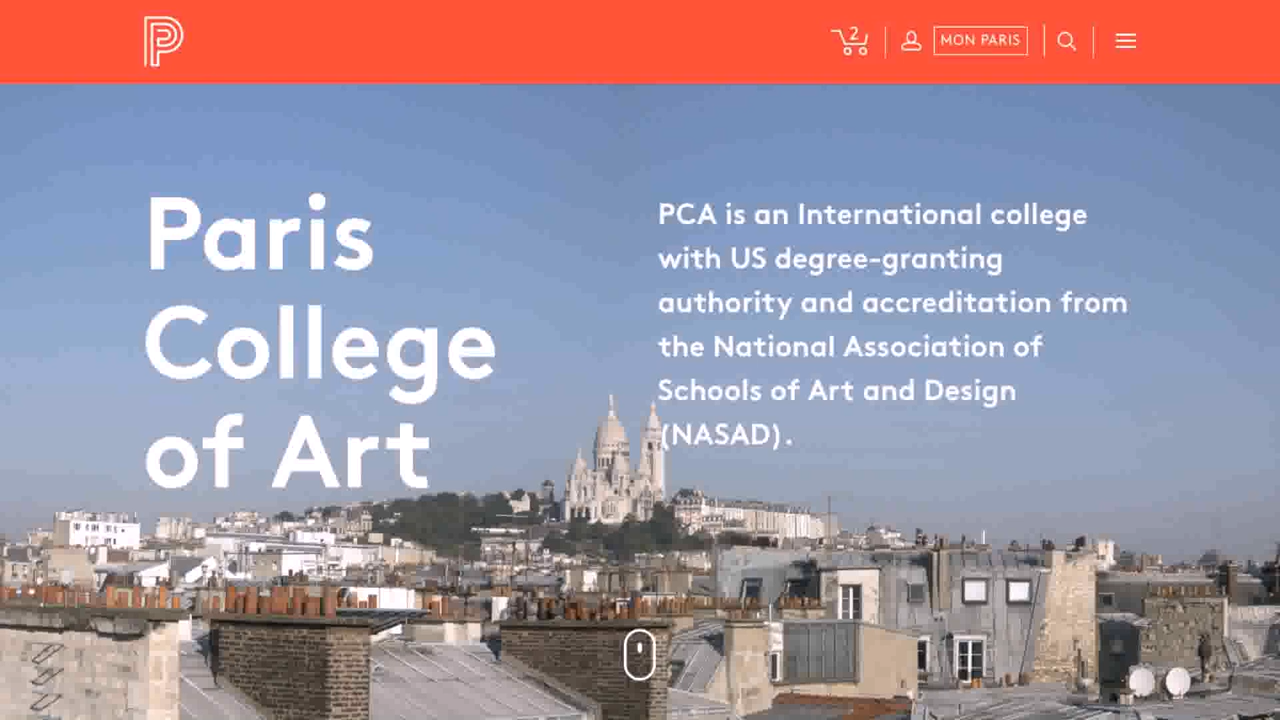 P
2
MON PARIS
Paris
College
of Art
PCA is an International college
with US degree-granting
authority and accreditation from
the National Association of
Schools of Art and Design
(NASAD).